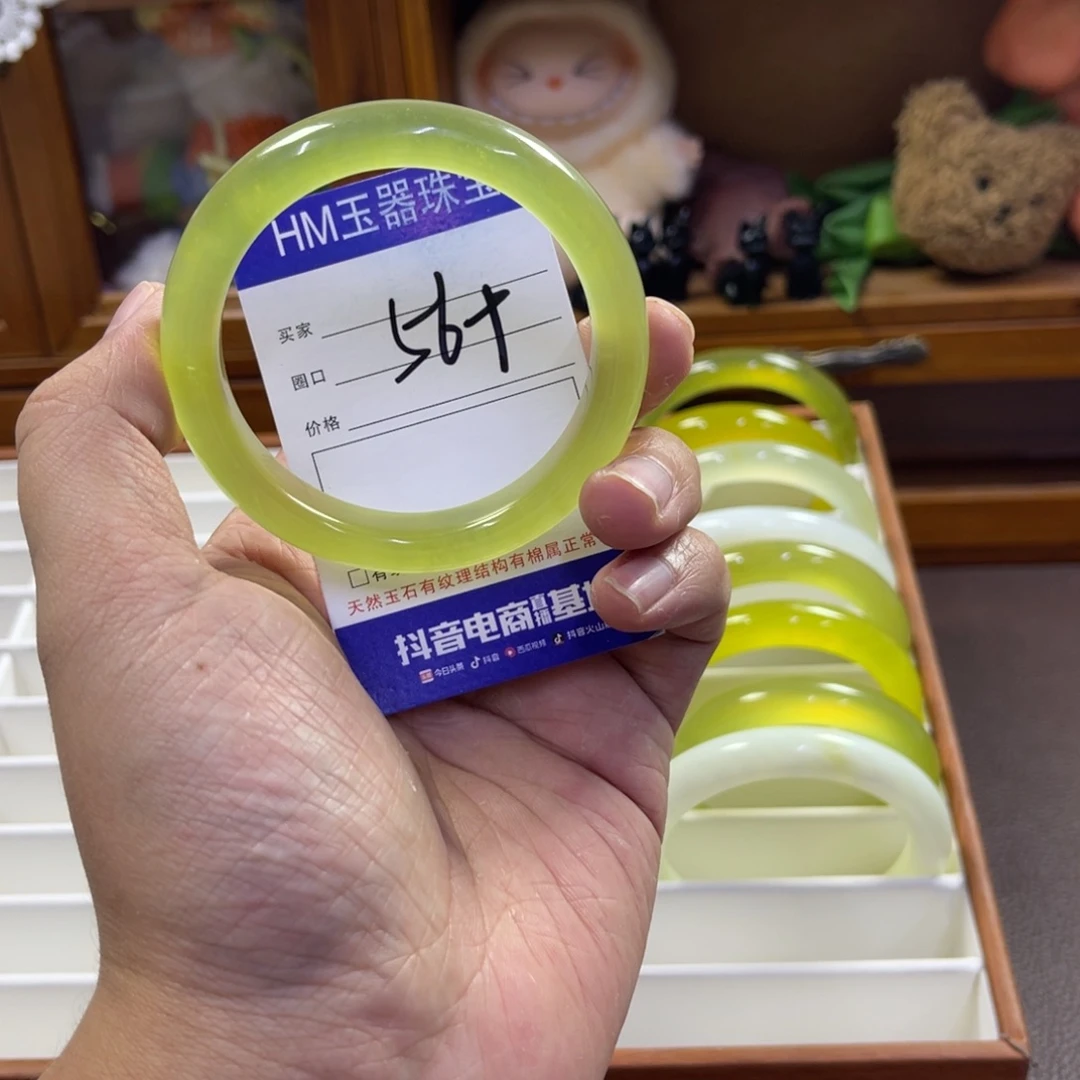 HM玉器珠宝
买家
56+
圈口
价格
天然玉石有纹理结构有棉属正常
抖音电商直播基地
今日头条 抖音 西瓜视频 抖音火山